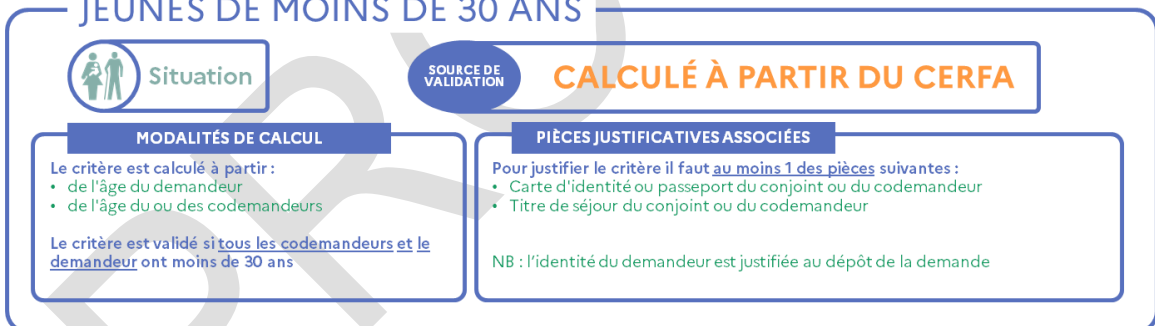 JEUNES DE MOINS DE 30 ANS
Situation
SOURCE DE
VALIDATION
CALCULÉ À PARTIR DU CERFA
MODALITÉS DE CALCUL
Le critère est calculé à partir :
• de l'âge du demandeur
• de l'âge du ou des codemandeurs
Le critère est validé si tous les codemandeurs et le
demandeur ont moins de 30 ans
PIÈCES JUSTIFICATIVES ASSOCIÉES
Pour justifier le critère il faut au moins 1 des pièces suivantes :
• Carte d'identité ou passeport du conjoint ou du codemandeur
• Titre de séjour du conjoint ou du codemandeur
NB : l’identité du demandeur est justifiée au dépôt de la demande